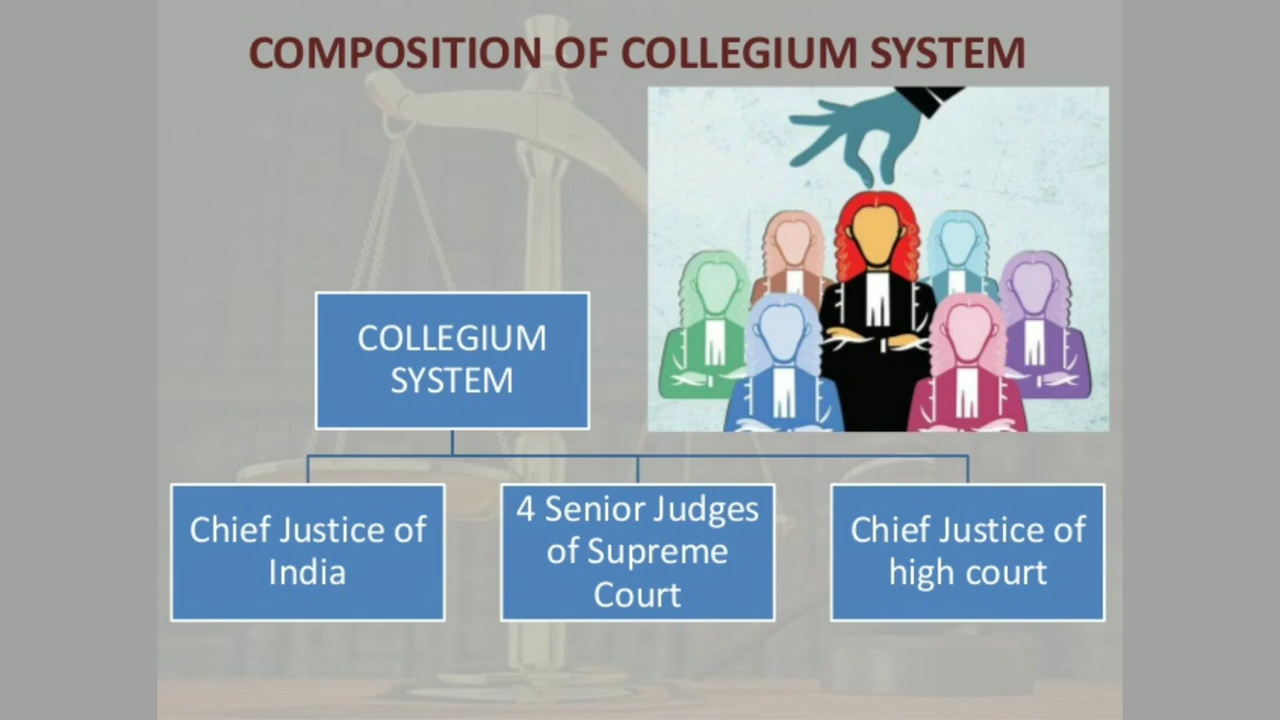 COMPOSITION OF COLLEGIUM SYSTEM
COLLEGIUM
SYSTEM
Chief Justice of
India
4 Senior Judges
of Supreme
Court
Chief Justice of
high court